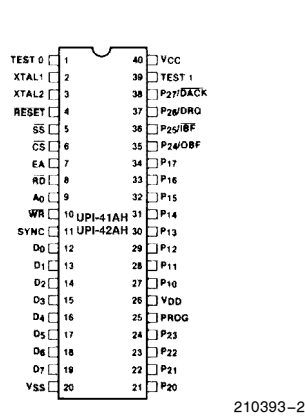 TEST 0 1 40 VCC
XTAL1 2 39 TEST 1
XTAL2 3 38 P27/DACK
RESET 4 37 P26/DRQ
SS 5 36 P25/IBF
CS 6 35 P24/OBF
EA 7 34 P17
RD 8 33 P16
A0 9 32 P15
WR 10 UPI-41AH 31 P14
SYNC 11 UPI-42AH 30 P13
D0 12 29 P12
D1 13 28 P11
D2 14 27 P10
D3 15 26 VDD
D4 16 25 PROG
D5 17 24 P23
D6 18 23 P22
D7 19 22 P21
VSS 20 21 P20
210393–2